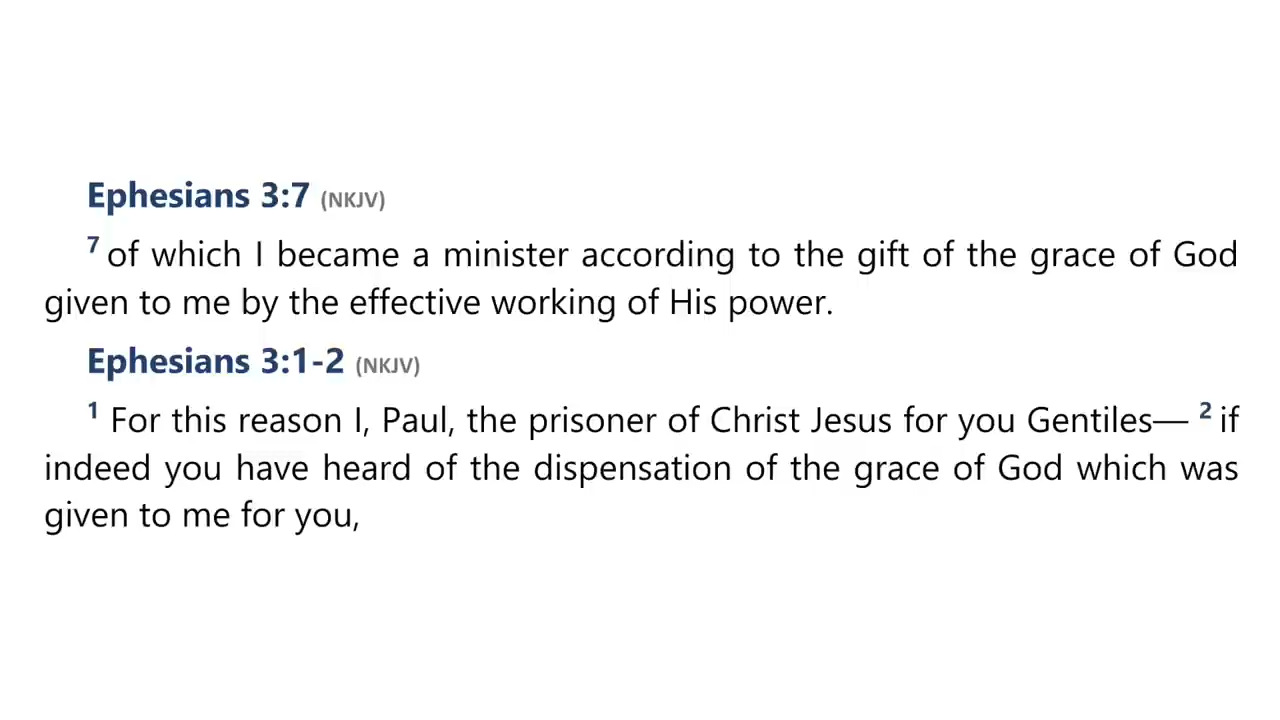 Ephesians 3:7 (NKJV)
7 of which I became a minister according to the gift of the grace of God
given to me by the effective working of His power.
Ephesians 3:1-2 (NKJV)
1 For this reason I, Paul, the prisoner of Christ Jesus for you Gentiles— 2 if
indeed you have heard of the dispensation of the grace of God which was
given to me for you,